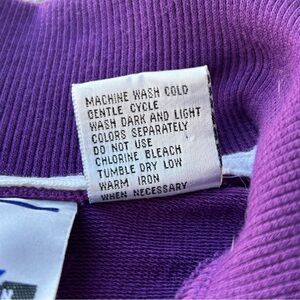 MACHINE WASH COLD
GENTLE CYCLE
WASH DARK AND LIGHT
COLORS SEPARATELY
DO NOT USE
CHLORINE BLEACH
TUMBLE DRY LOW
WARM IRON
WHEN NECESSARY